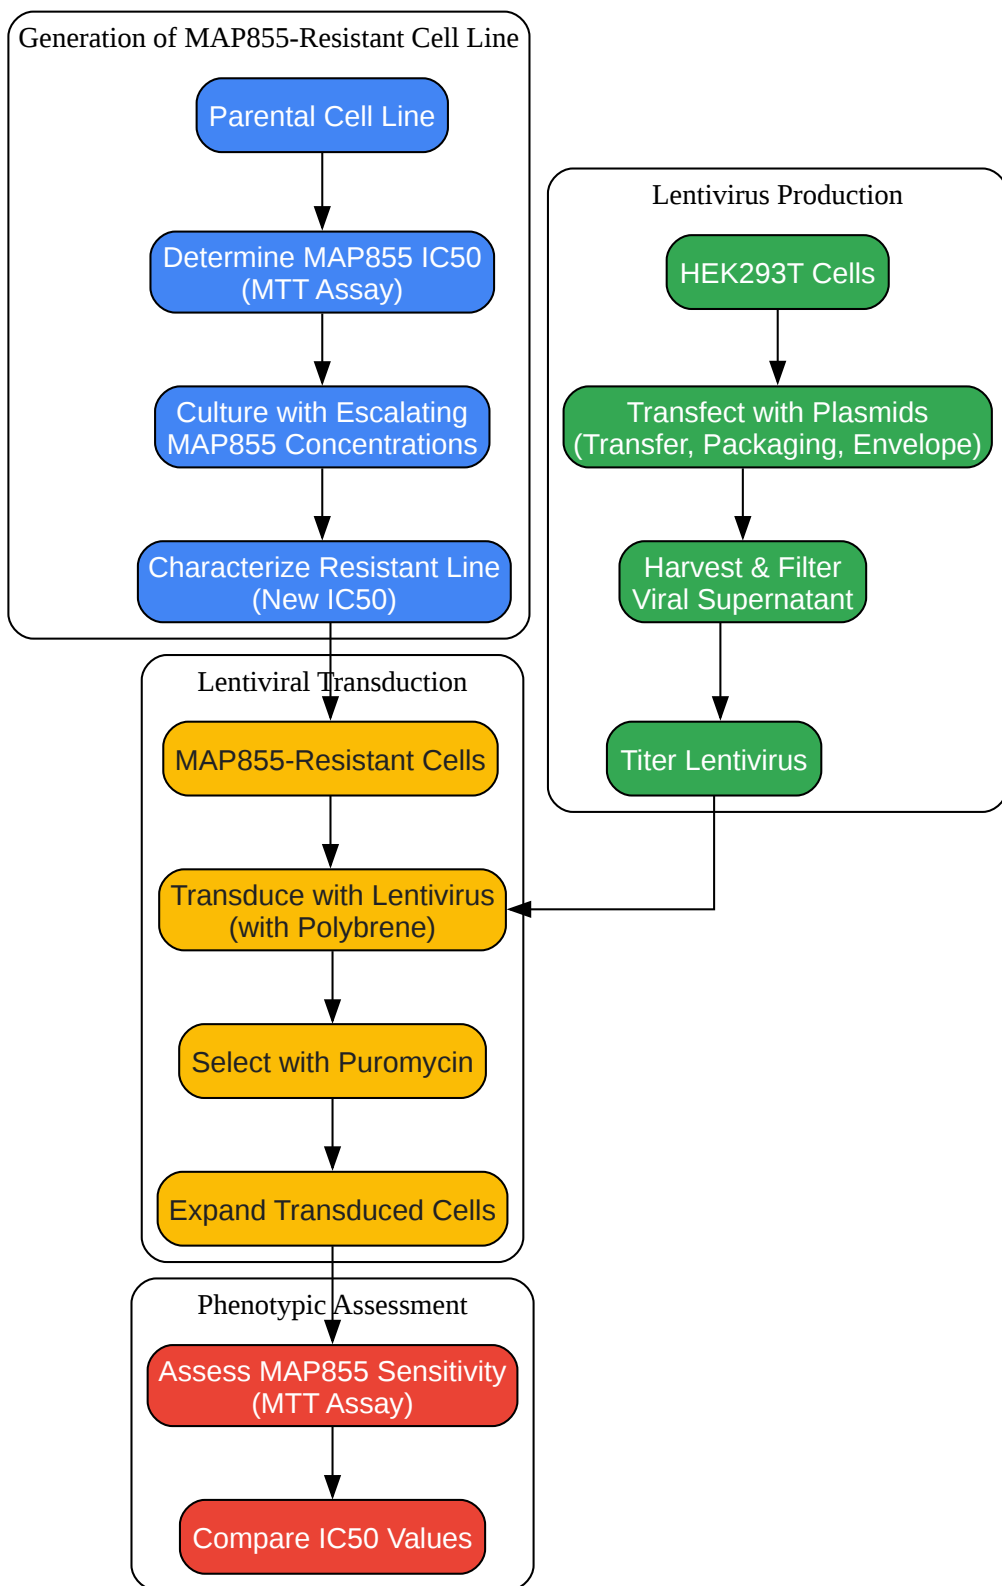 Generation of MAP855-Resistant Cell Line
Parental Cell Line
Determine MAP855 IC50
(MTT Assay)
Culture with Escalating
MAP855 Concentrations
Characterize Resistant Line
(New IC50)
Lentivirus Production
HEK293T Cells
Transfect with Plasmids
(Transfer, Packaging, Envelope)
Harvest & Filter
Viral Supernatant
Titer Lentivirus
Lentiviral Transduction
MAP855-Resistant Cells
Transduce with Lentivirus
(with Polybrene)
Select with Puromycin
Expand Transduced Cells
Phenotypic Assessment
Assess MAP855 Sensitivity
(MTT Assay)
Compare IC50 Values